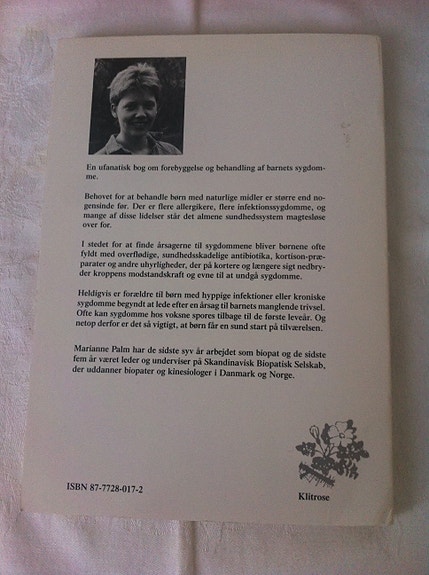 En ufanatisk bog om forebyggelse og behandling af barnets sygdom-
me.
Behovet for at behandle børn med naturlige midler er større end no-
gensinde før. Der er flere allergikere, flere infektionssygdomme, og
mange af disse lidelser står det almene sundhedssystem magtesløse
over for.
I stedet for at finde årsagerne til sygdommene bliver børnene ofte
fyldt med overflødige, sundhedsskadelige antibiotika, kortison-præ-
parater og andre uhyrligheder, der på kortere og længere sigt nedbry-
der kroppens modstandskraft og evne til at undgå sygdomme.
Heldigvis er forældre til børn med hyppige infektioner eller kroniske
sygdomme begyndt at lede efter en årsag til barnets manglende trivsel.
Ofte kan sygdomme hos voksne spores tilbage til de første leveår. Og
netop derfor er det så vigtigt, at børn får en sund start på tilværelsen.
Marianne Palm har de sidste syv år arbejdet som biopat og de sidste
fem år været leder og underviser på Skandinavisk Biopatisk Selskab,
der uddanner biopater og kinesiologer i Danmark og Norge.
ISBN 87-7728-017-2
Klitrose